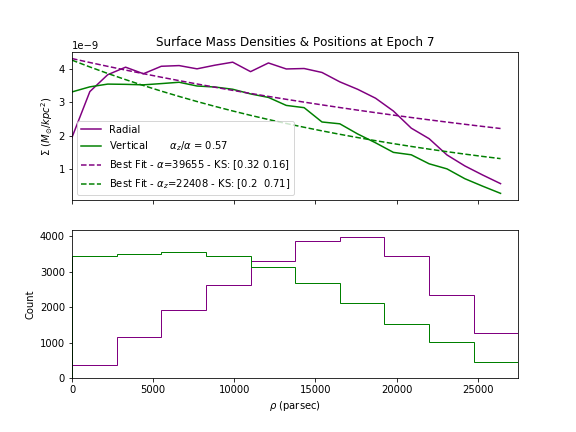 Surface Mass Densities & Positions at Epoch 7
1e−9
4
3
2
1
Σ (M⊙/kpc²)
Radial
Vertical αz/α = 0.57
Best Fit - α=39655 - KS: [0.32 0.16]
Best Fit - αz=22408 - KS: [0.2 0.71]
4000
3000
2000
1000
0
Count
0 5000 10000 15000 20000 25000
ρ (parsec)